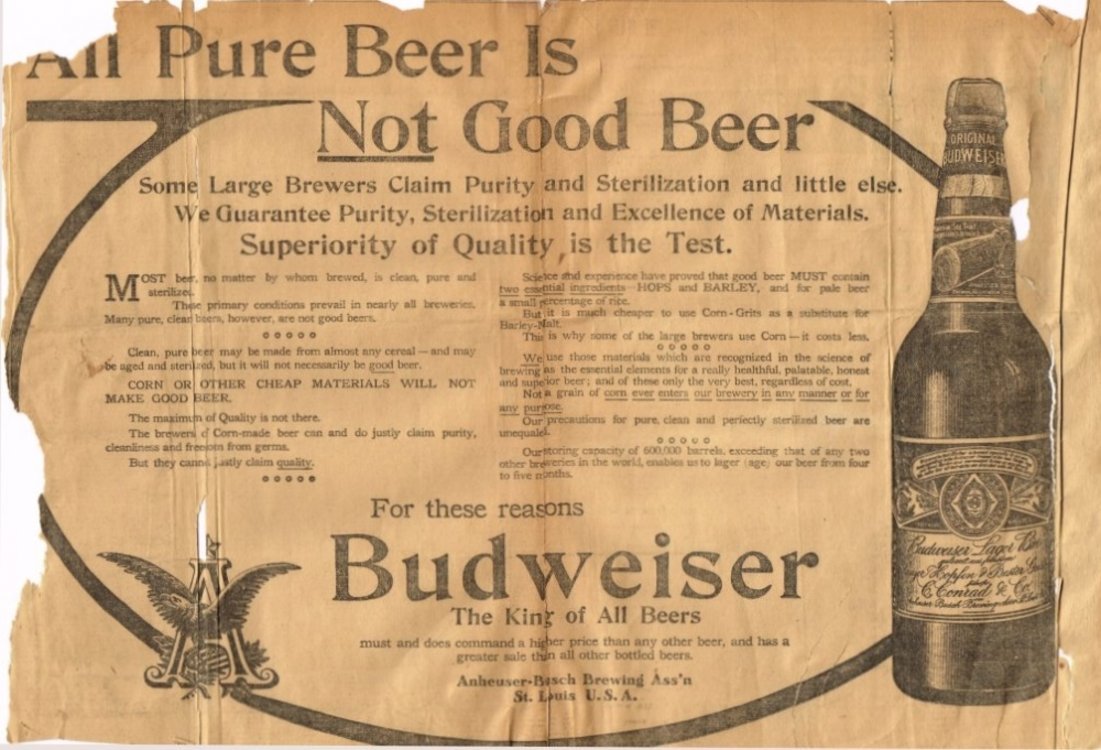 All Pure Beer Is
Not Good Beer
Some Large Brewers Claim Purity and Sterilization and little else.
We Guarantee Purity, Sterilization and Excellence of Materials.
Superiority of Quality is the Test.
MOST beer, no matter by whom brewed, is clean, pure and
sterilized.
These primary conditions prevail in nearly all breweries.
Many pure, clean beers, however, are not good beers.
Clean, pure beer may be made from almost any cereal — and may
be aged and sterilized, but it will not necessarily be good beer.
CORN OR OTHER CHEAP MATERIALS WILL NOT
MAKE GOOD BEER.
The maximum of Quality is not there.
The brewers of Corn-made beer can and do justly claim purity,
cleanliness and freedom from germs.
But they cannot justly claim quality.
Science and experience have proved that good beer MUST contain
two essential ingredients—HOPS and BARLEY, and for pale beer
a small percentage of rice.
But it is much cheaper to use Corn-Grits as a substitute for
Barley-Malt.
This is why some of the large brewers use Corn — it costs less.
We use those materials which are recognized in the science of
brewing as the essential elements for a really healthful, palatable, honest
and superior beer; and of these only the very best, regardless of cost.
Not a grain of corn ever enters our brewery in any manner or for
any purpose.
Our precautions for pure, clean and perfectly sterilized beer are
unequaled.
Our storing capacity of 600,000 barrels, exceeding that of any two
other breweries in the world, enables us to lager (age) our beer from four
to five months.
For these reasons
Budweiser
The King of All Beers
must and does command a higher price than any other beer, and has a
greater sale than all other bottled beers.
Anheuser-Busch Brewing Ass'n
St. Louis U.S.A.
ORIGINAL
BUDWEISER
Budweiser Lager Bier
Hopfen &
C. Conrad & Co.